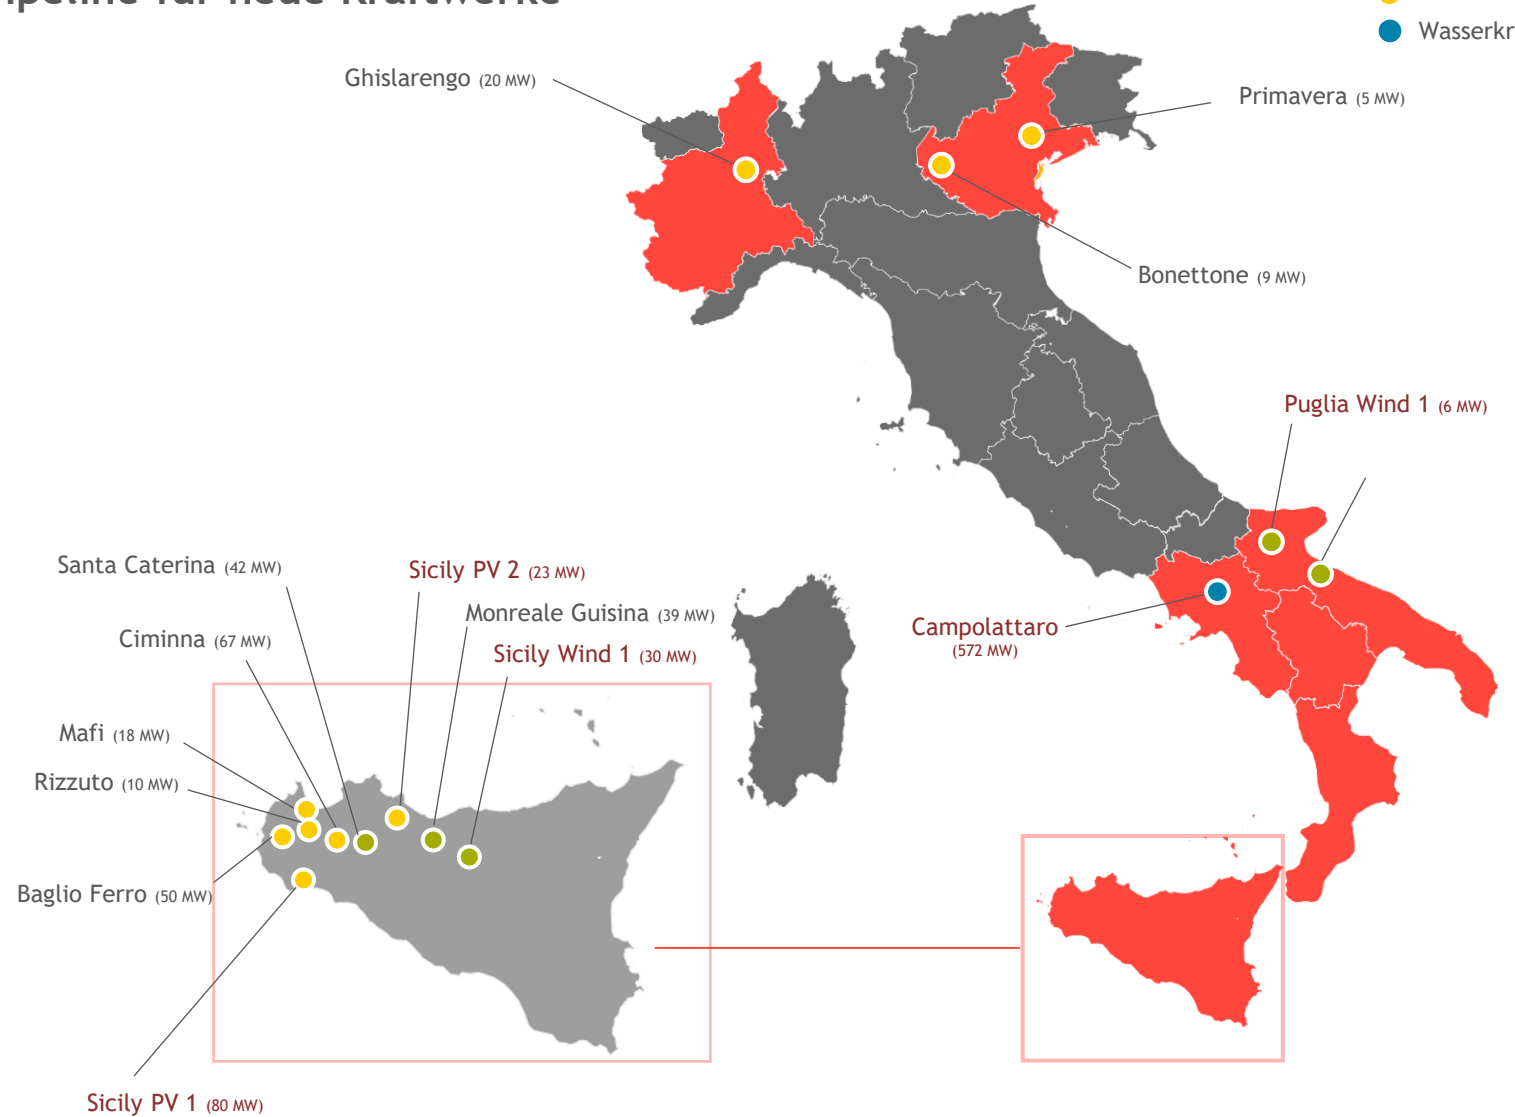 Wasserkr
Ghislarengo (20 MW)
Primavera (5 MW)
Bonettone (9 MW)
Puglia Wind 1 (6 MW)
Santa Caterina (42 MW)
Sicily PV 2 (23 MW)
Monreale Guisina (39 MW)
Campolattaro
(572 MW)
Ciminna (67 MW)
Sicily Wind 1 (30 MW)
Mafi (18 MW)
Rizzuto (10 MW)
Baglio Ferro (50 MW)
Sicily PV 1 (80 MW)